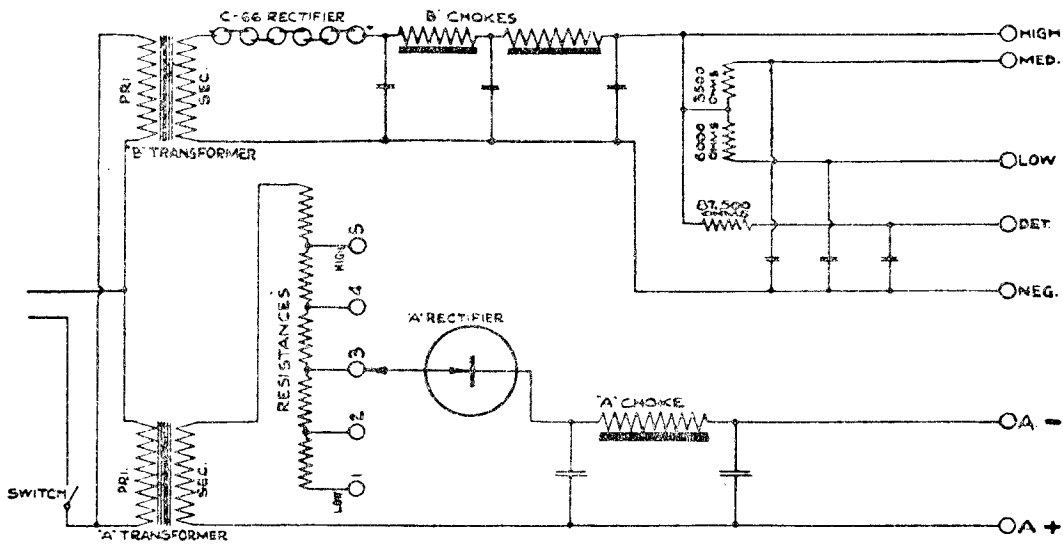 C-66 RECTIFIER
+
"B" CHOKES
HIGH
MED.
PRI.
SEC.
3500
OHMS
6000
OHMS
"B" TRANSFORMER
LOW
87,500
OHMS
DET.
NEG.
RESISTANCES
HIGH
5
4
3
2
1
LOW
"A" RECTIFIER
"A" CHOKE
A -
PRI.
SEC.
SWITCH
"A" TRANSFORMER
A +